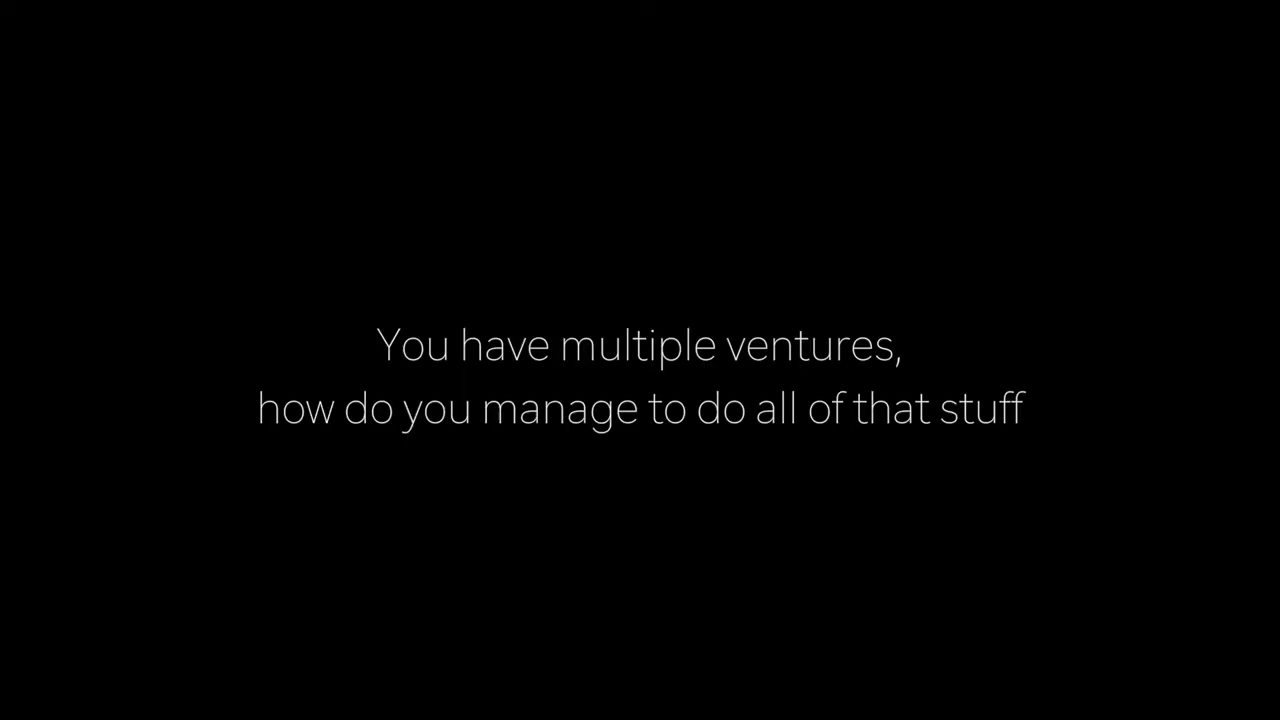 You have multiple ventures,
how do you manage to do all of that stuff